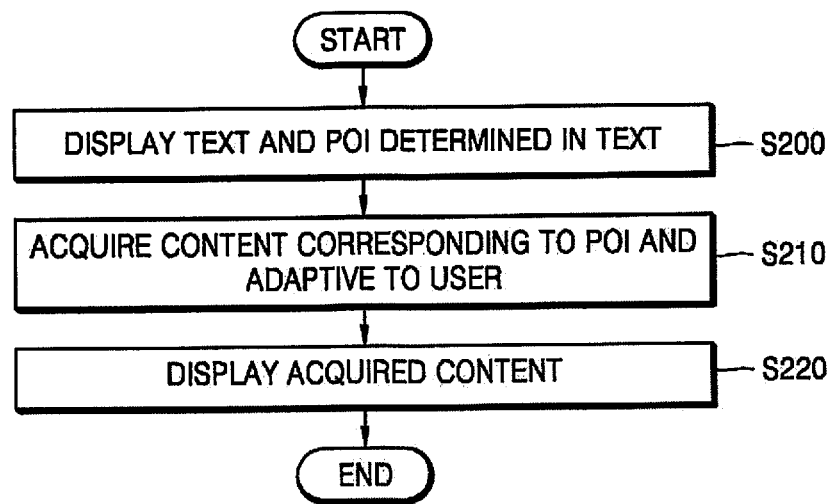 START
DISPLAY TEXT AND POI DETERMINED IN TEXT
S200
ACQUIRE CONTENT CORRESPONDING TO POI AND
ADAPTIVE TO USER
S210
DISPLAY ACQUIRED CONTENT
S220
END